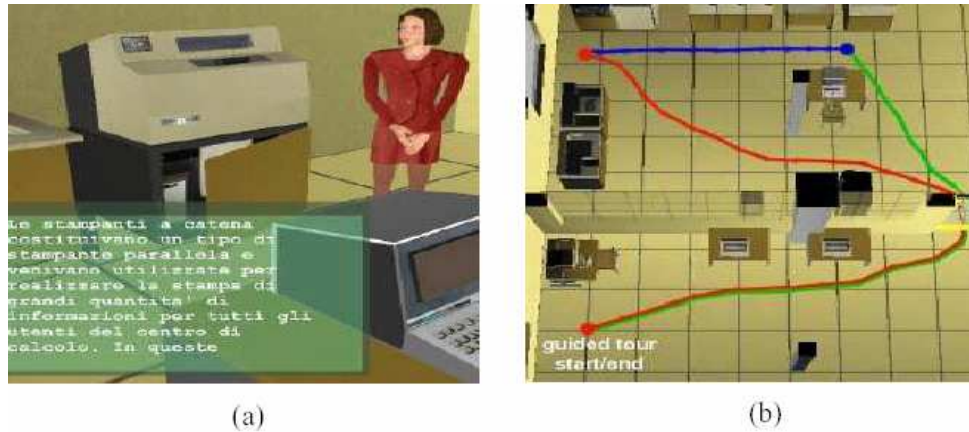 Le stampanti a catena
costituivano un tipo di
stampante parallela e
venivano utilizzate per
realizzare la stampa di
grandi quantita' di
informazioni per tutti gli
utenti del centro di
calcolo. In queste
guided tour
start/end
(a)
(b)